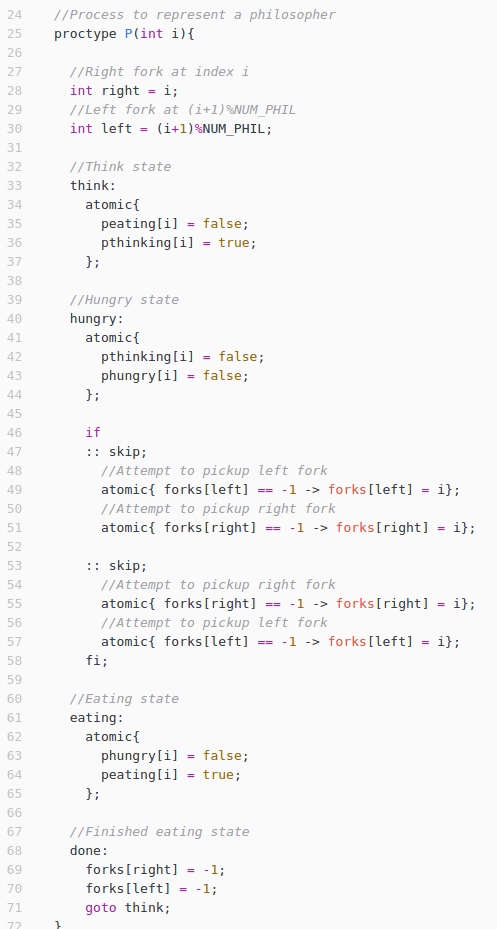 24 //Process to represent a philosopher
25 proctype P(int i){
26
27 //Right fork at index i
28 int right = i;
29 //Left fork at (i+1)%NUM_PHIL
30 int left = (i+1)%NUM_PHIL;
31
32 //Think state
33 think:
34 atomic{
35 peating[i] = false;
36 pthinking[i] = true;
37 };
38
39 //Hungry state
40 hungry:
41 atomic{
42 pthinking[i] = false;
43 phungry[i] = false;
44 };
45
46 if
47 :: skip;
48 //Attempt to pickup left fork
49 atomic{ forks[left] == -1 -> forks[left] = i};
50 //Attempt to pickup right fork
51 atomic{ forks[right] == -1 -> forks[right] = i};
52
53 :: skip;
54 //Attempt to pickup right fork
55 atomic{ forks[right] == -1 -> forks[right] = i};
56 //Attempt to pickup left fork
57 atomic{ forks[left] == -1 -> forks[left] = i};
58 fi;
59
60 //Eating state
61 eating:
62 atomic{
63 phungry[i] = false;
64 peating[i] = true;
65 };
66
67 //Finished eating state
68 done:
69 forks[right] = -1;
70 forks[left] = -1;
71 goto think;
72 }